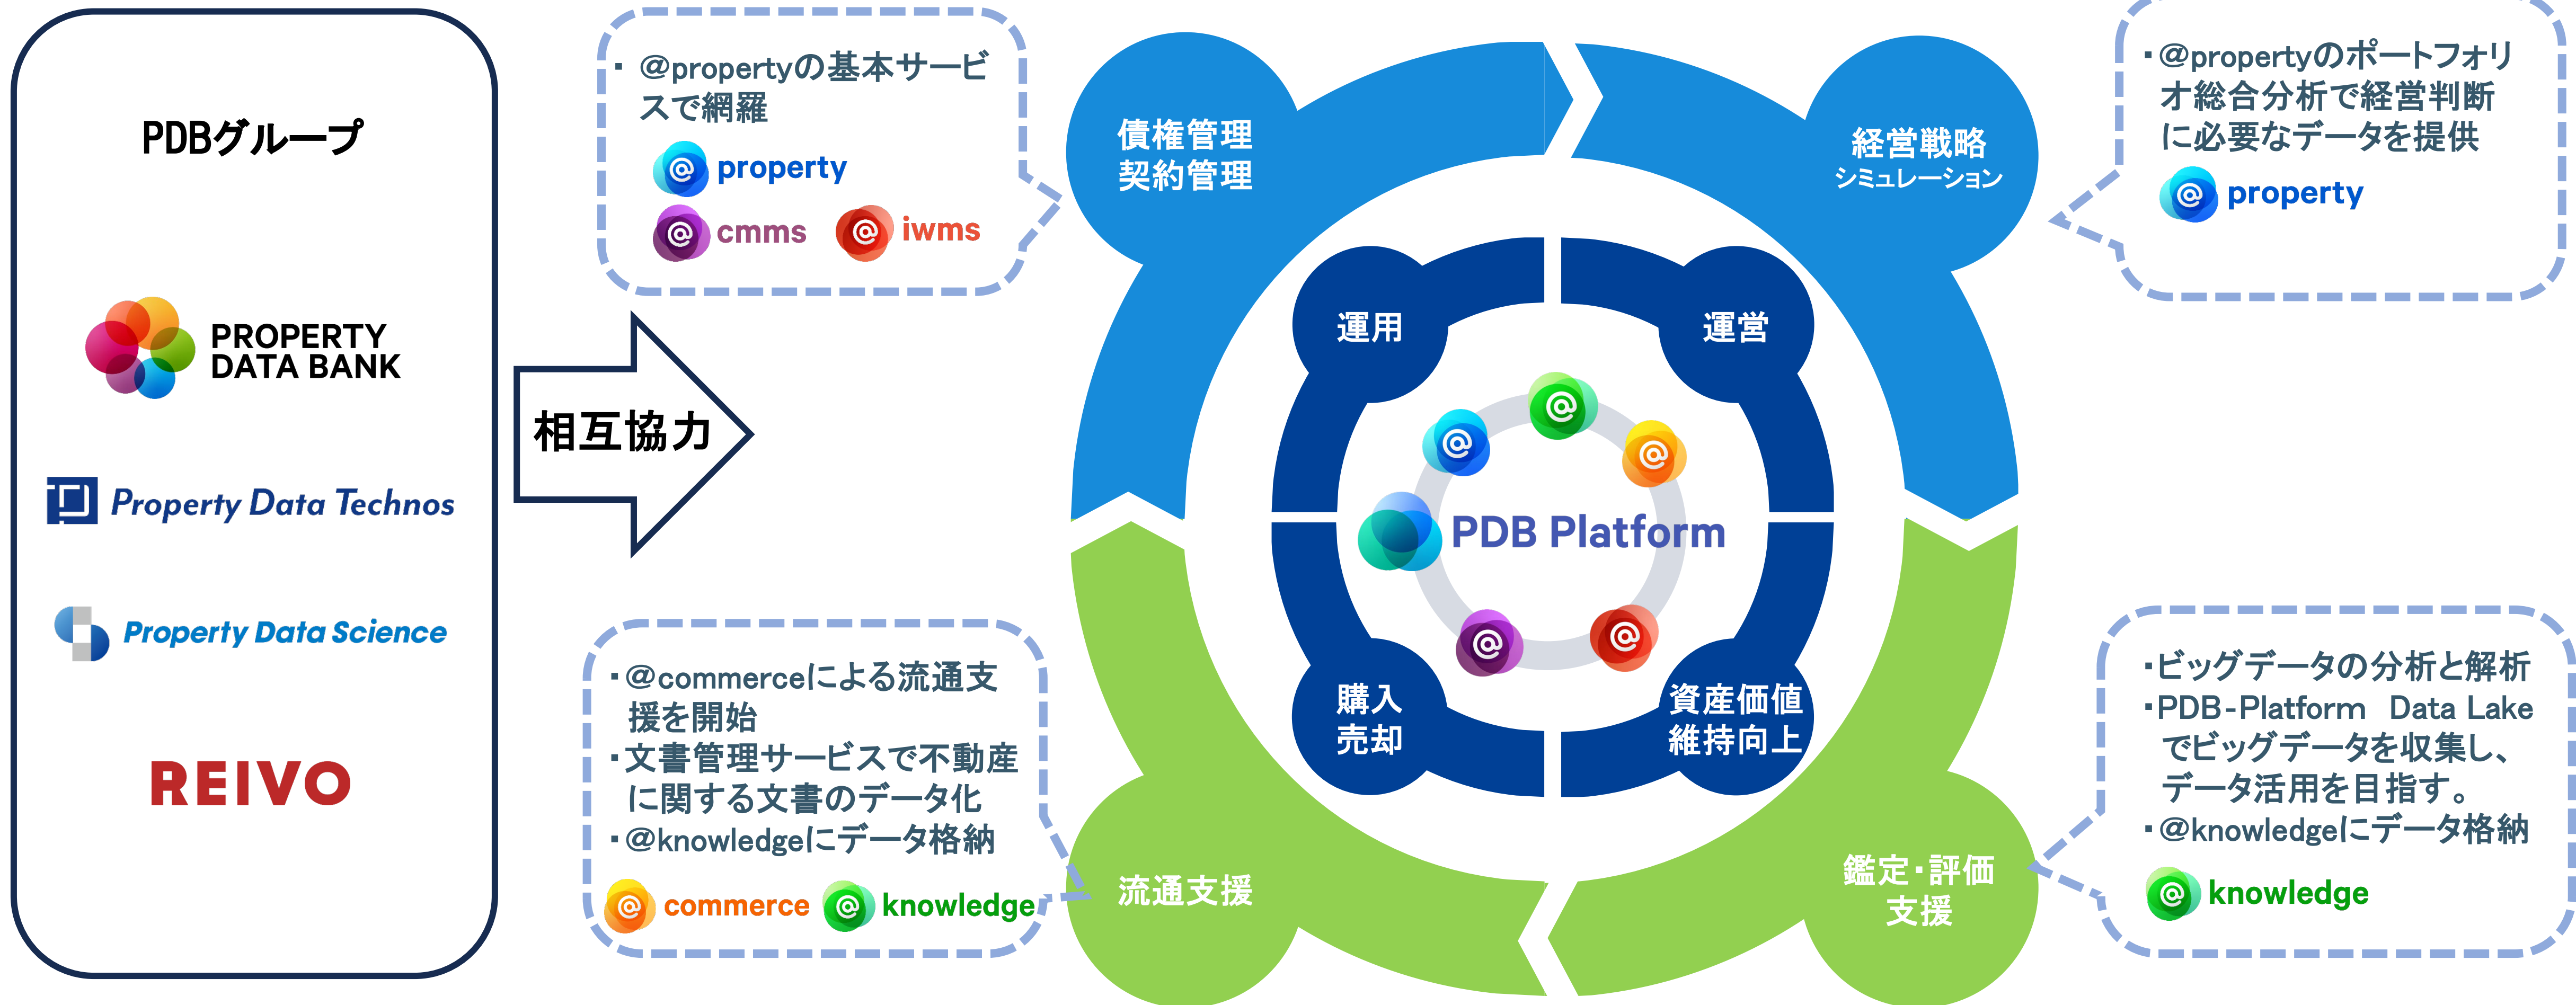 PDBグループ
PROPERTY
DATA BANK
Property Data Technos
Property Data Science
REIVO
相互協力
・@propertyの基本サービ
スで網羅
@ property
@ cmms @ iwms
債権管理
契約管理
経営戦略
シミュレーション
・@propertyのポートフォリ
オ総合分析で経営判断
に必要なデータを提供
@ property
運用
運営
@
@ @
PDB Platform
@ @
購入
売却
資産価値
維持向上
・@commerceによる流通支
援を開始
・文書管理サービスで不動産
に関する文書のデータ化
・@knowledgeにデータ格納
@ commerce @ knowledge
流通支援
鑑定・評価
支援
・ビッグデータの分析と解析
・PDB-Platform Data Lake
でビッグデータを収集し、
データ活用を目指す。
・@knowledgeにデータ格納
@ knowledge